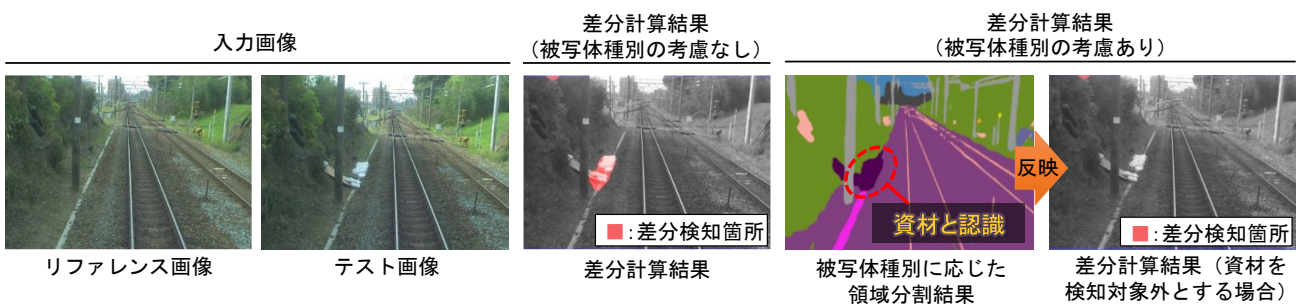 入力画像
差分計算結果
（被写体種別の考慮なし）
差分計算結果
（被写体種別の考慮あり）
■：差分検知箇所
資材と認識
反映
■：差分検知箇所
リファレンス画像
テスト画像
差分計算結果
被写体種別に応じた
領域分割結果
差分計算結果（資材を
検知対象外とする場合）